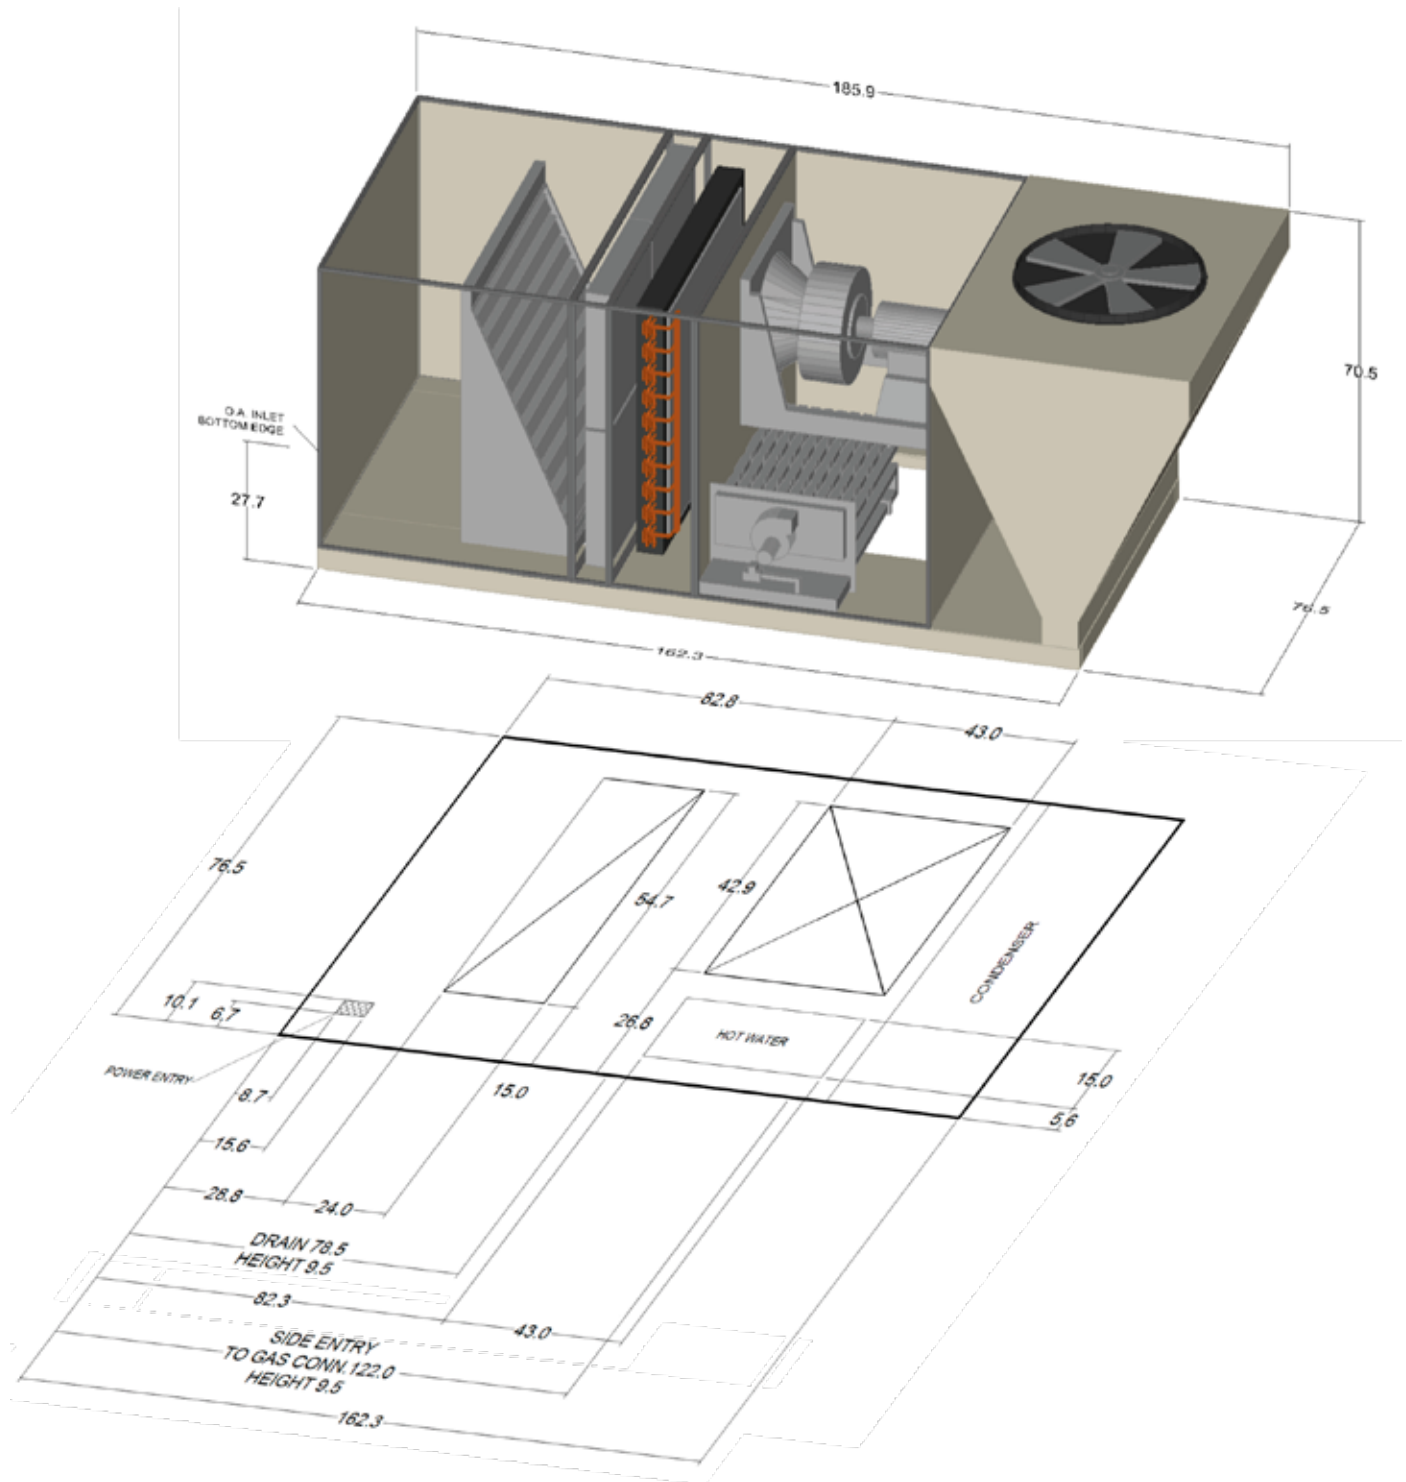 185.9
70.5
O.A. INLET
BOTTOM EDGE
27.7
76.5
162.3
82.8
43.0
76.5
54.7
42.9
CONDENSER
10.1
6.7
26.8
HOT WATER
POWER ENTRY
8.7
15.0
15.0
5.6
15.6
26.8
24.0
DRAIN 78.5
HEIGHT 9.5
82.3
43.0
SIDE ENTRY
TO GAS CONN.122.0
HEIGHT 9.5
162.3